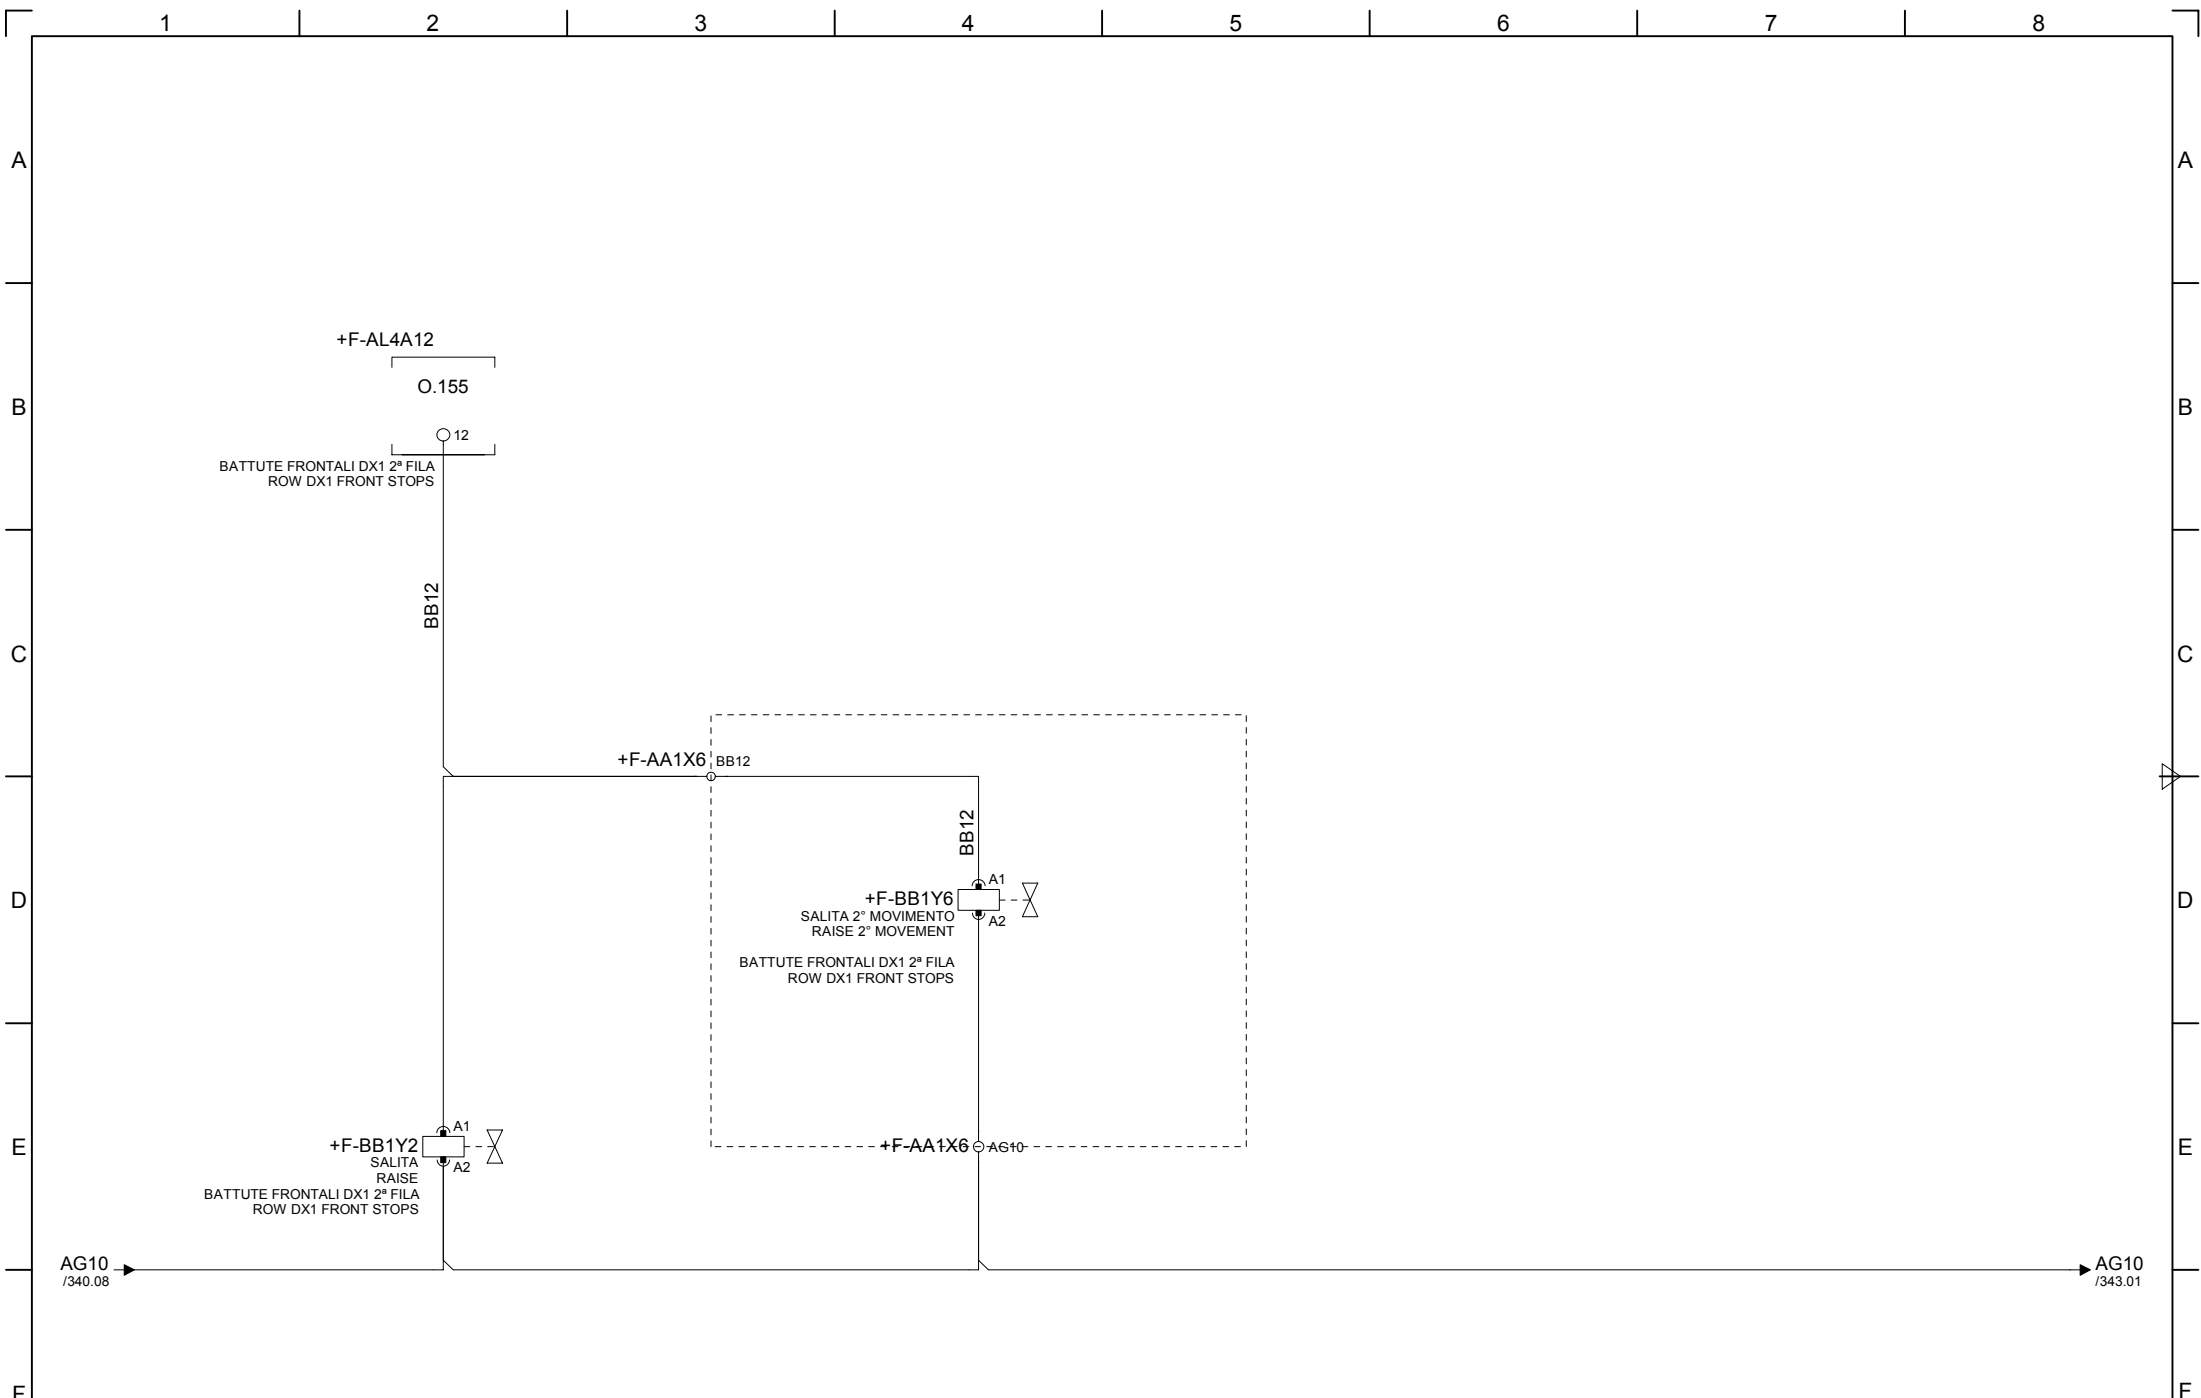 1 2 3 4 5 6 7 8
A A
+F-AL4A12
O.155
B B
12
BATTUTE FRONTALI DX1 2ª FILA
ROW DX1 FRONT STOPS
BB12
C C
+F-AA1X6 BB12
BB12
A1
+F-BB1Y6
D D
SALITA 2° MOVIMENTO
A2
RAISE 2° MOVEMENT
BATTUTE FRONTALI DX1 2ª FILA
ROW DX1 FRONT STOPS
A1
E +F-BB1Y2 +F-AA1X6 AG10 E
SALITA
A2
RAISE
BATTUTE FRONTALI DX1 2ª FILA
ROW DX1 FRONT STOPS
AG10 AG10
/340.08 /343.01
F F